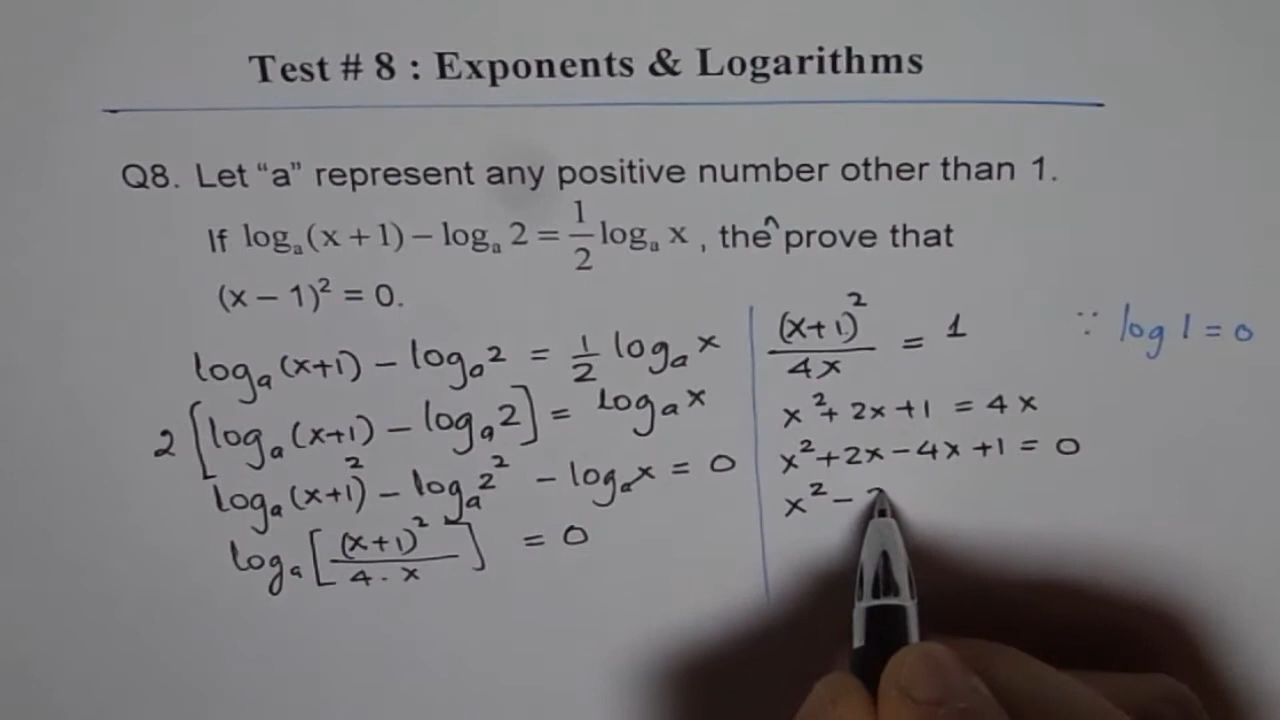 Test # 8 : Exponents & Logarithms
Q8. Let “a” represent any positive number other than 1.
If logₐ(x + 1) − logₐ 2 = 1/2 logₐ x , the^ prove that
(x − 1)² = 0.
logₐ(x+1) − logₐ2 = 1/2 logₐx
2 [logₐ(x+1) − logₐ2] = logₐx
logₐ(x+1)² − logₐ2² − logₐx = 0
logₐ[(x+1)²/4·x] = 0
(x+1)²/4x = 1
∵ log 1 = 0
x² + 2x + 1 = 4x
x² + 2x − 4x + 1 = 0
x² −